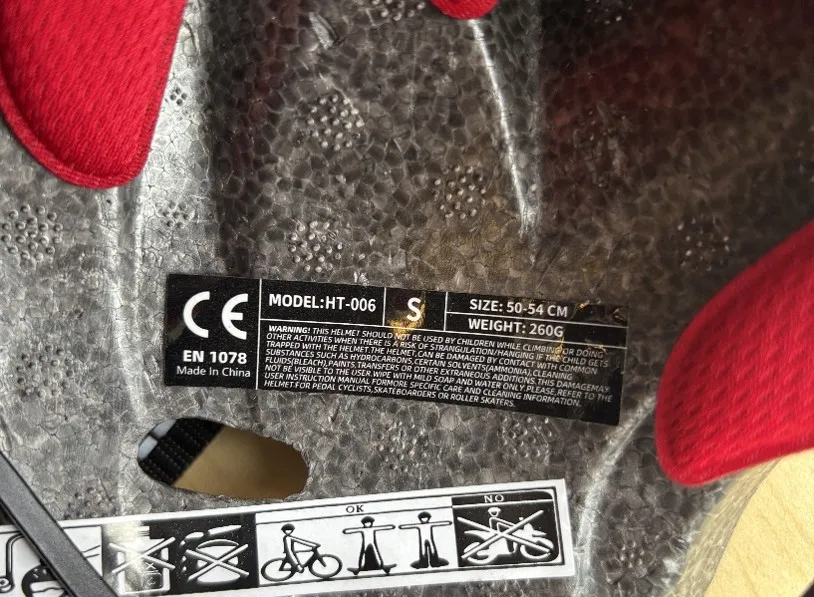 CE
EN 1078
Made In China
MODEL:HT-006
S
SIZE: 50-54 CM
WEIGHT: 260G
WARNING! THIS HELMET SHOULD NOT BE USED BY CHILDREN WHILE CLIMBING OR DOING
OTHER ACTIVITIES WHEN THERE IS A RISK OF STRANGULATION/HANGING IF THE CHILD GETS
TRAPPED WITH THE HELMET.THE HELMET.CAN BE DAMAGED BY CONTACT WITH COMMON
SUBSTANCES SUCH AS HYDROCARBONS.CERTAIN SOLVENTS(AMMONIA),CLEANING
FLUIDS(BLEACH),PAINTS,TRANSFERS OR OTHER EXTRANEOUS ADDITIONS.THIS DAMAGEMAY
NOT BE VISIBLE TO THE USER.WIPE WITH MILD SOAP AND WATER ONLY.PLEASE,REFER TO THE
USER INSTRUCTION MANUAL FORMORE SPECIFIC CARE AND CLEANING INFORMATION.
HELMET FOR PEDAL CYCLISTS,SKATEBOARDERS OR ROLLER SKATERS.
OK
NO